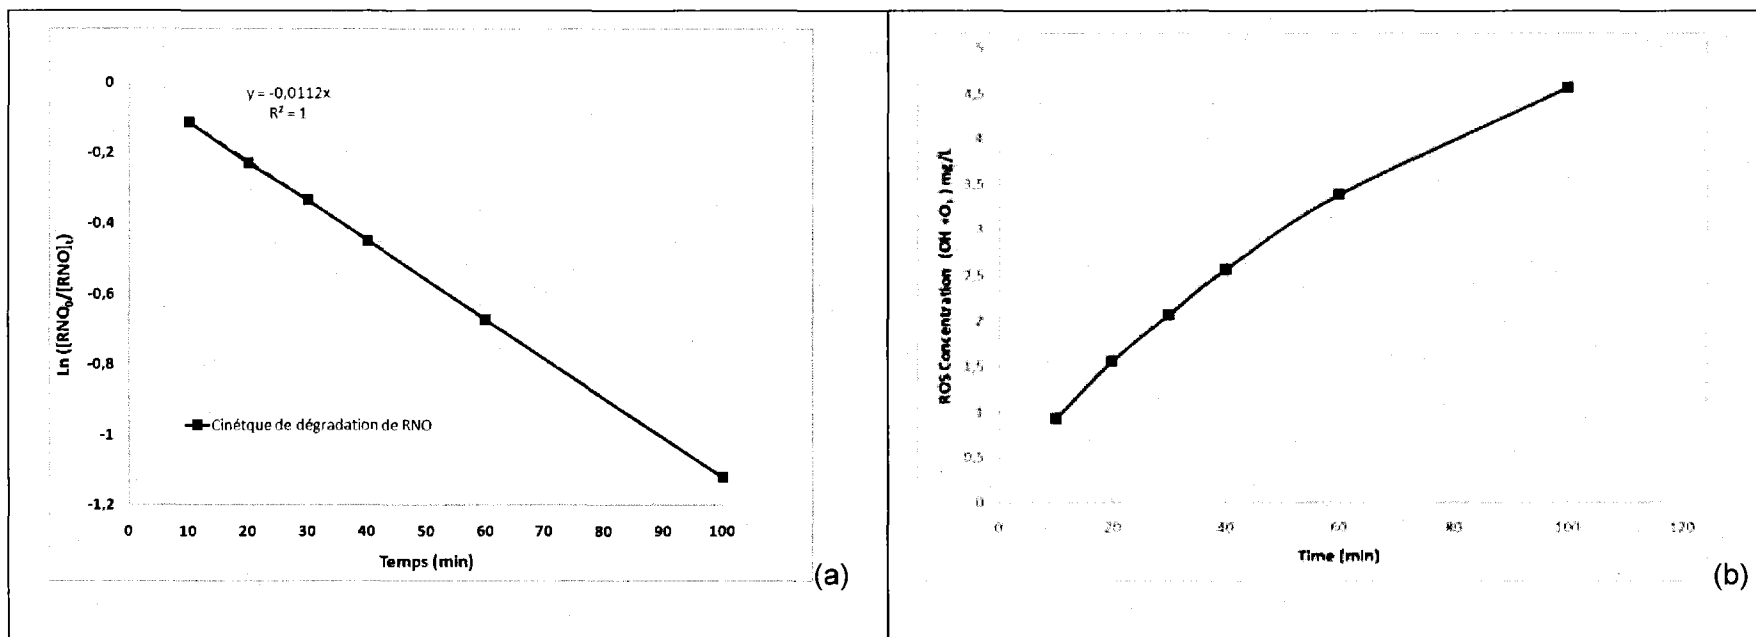 y = -0,0112x
R² = 1
0
-0,2
-0,4
-0,6
-0,8
-1
-1,2
Ln ([RNO₀/[RNO]ₜ)
Cinétque de dégradation de RNO
0 10 20 30 40 50 60 70 80 90 100
Temps (min)
(a)
5
4,5
4
3,5
3
2,5
2
1,5
1
0,5
0
ROS Concentration (OH +O₃ ) mg/L
0 20 40 60 80 100 120
Time (min)
(b)